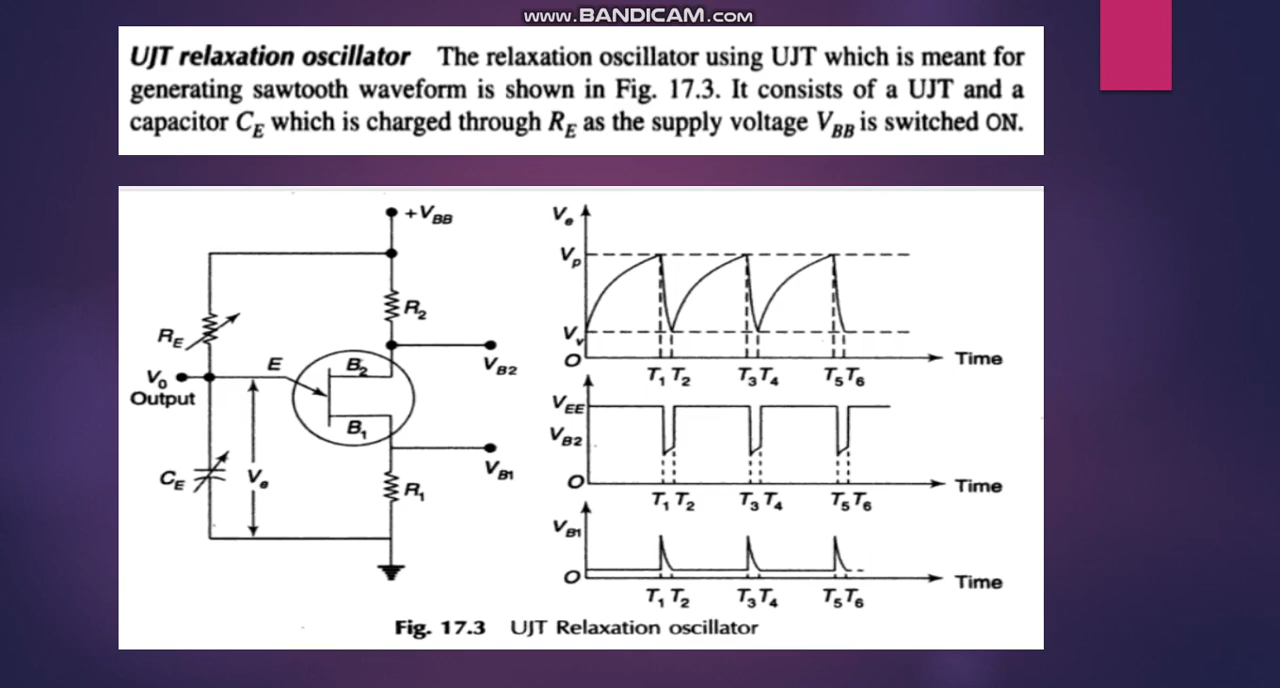 www.BANDICAM.com
UJT relaxation oscillator The relaxation oscillator using UJT which is meant for
generating sawtooth waveform is shown in Fig. 17.3. It consists of a UJT and a
capacitor C_E which is charged through R_E as the supply voltage V_BB is switched ON.
+V_BB
R_2
R_E
E
B_2
V_B2
V_o
Output
B_1
V_B1
C_E
V_e
R_1
V_e
V_p
V_v
O
Time
T_1 T_2
T_3 T_4
T_5 T_6
V_EE
V_B2
O
Time
T_1 T_2
T_3 T_4
T_5 T_6
V_B1
O
Time
T_1 T_2
T_3 T_4
T_5 T_6
Fig. 17.3 UJT Relaxation oscillator